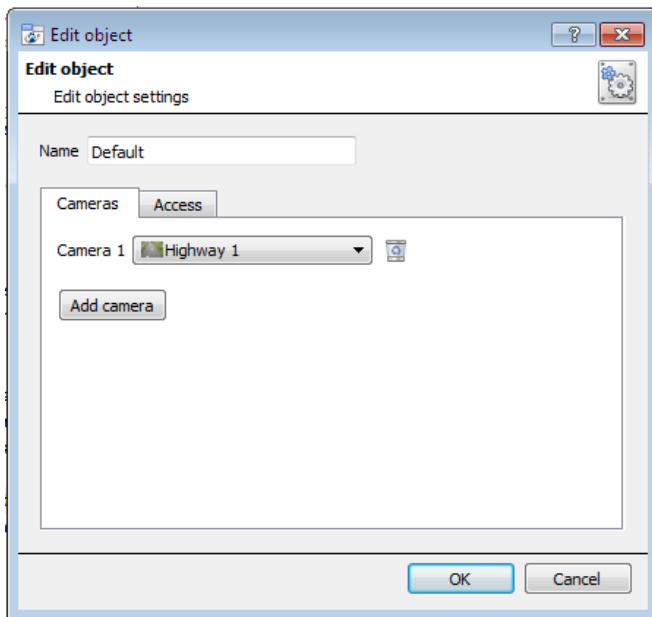 Edit object
Edit object
Edit object settings
Name Default
Cameras Access
Camera 1 Highway 1
Add camera
OK Cancel